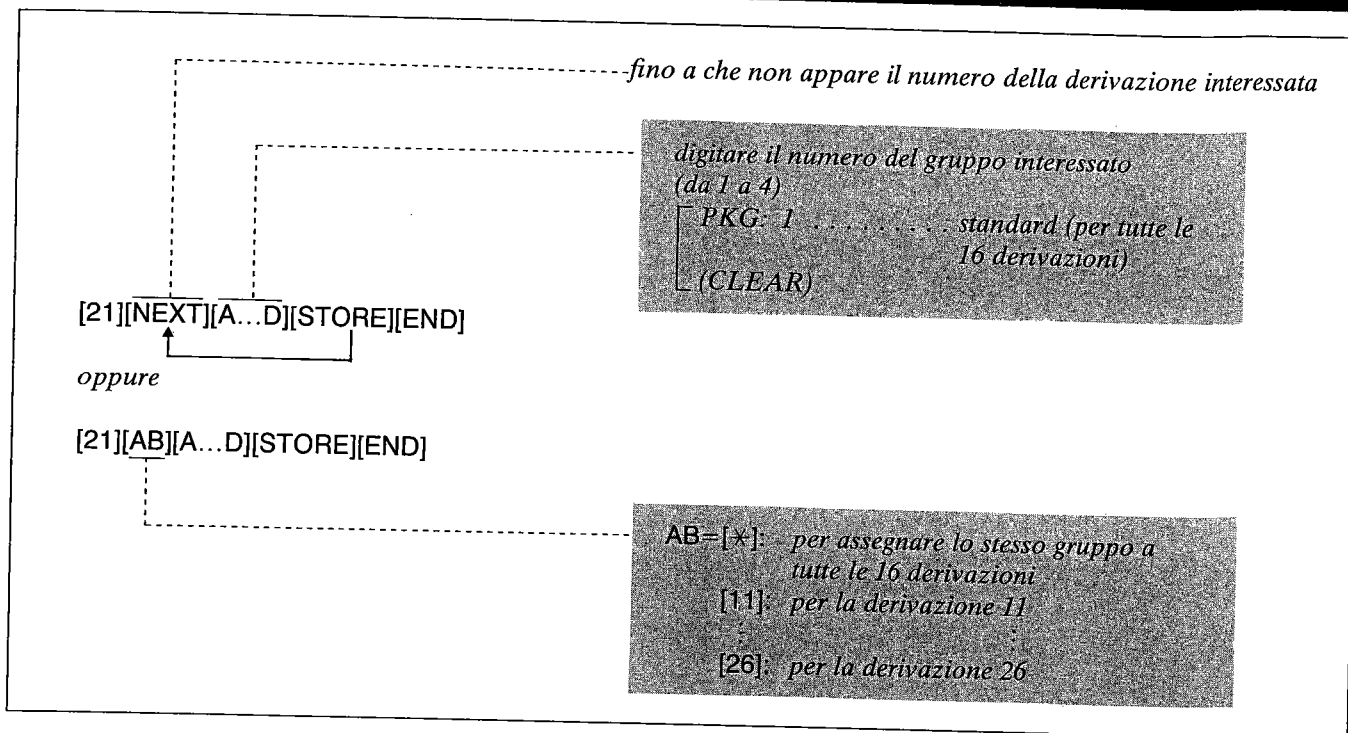 fino a che non appare il numero della derivazione interessata
digitare il numero del gruppo interessato
(da 1 a 4)
PKG: 1 ......... standard (per tutte le
16 derivazioni)
(CLEAR)
[21][NEXT][A...D][STORE][END]
oppure
[21][AB][A...D][STORE][END]
AB=[*]: per assegnare lo stesso gruppo a
tutte le 16 derivazioni
[11]: per la derivazione 11
: :
[26]: per la derivazione 26